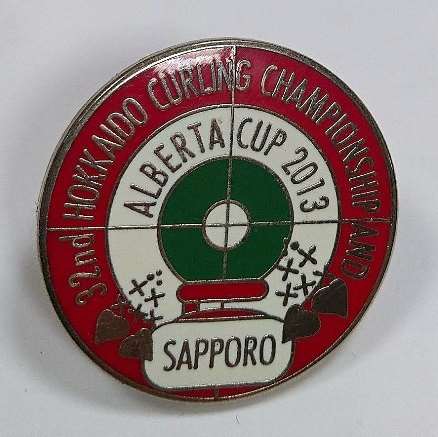 32nd HOKKAIDO CURLING CHAMPIONSHIP AND
ALBERTA CUP 2013
SAPPORO